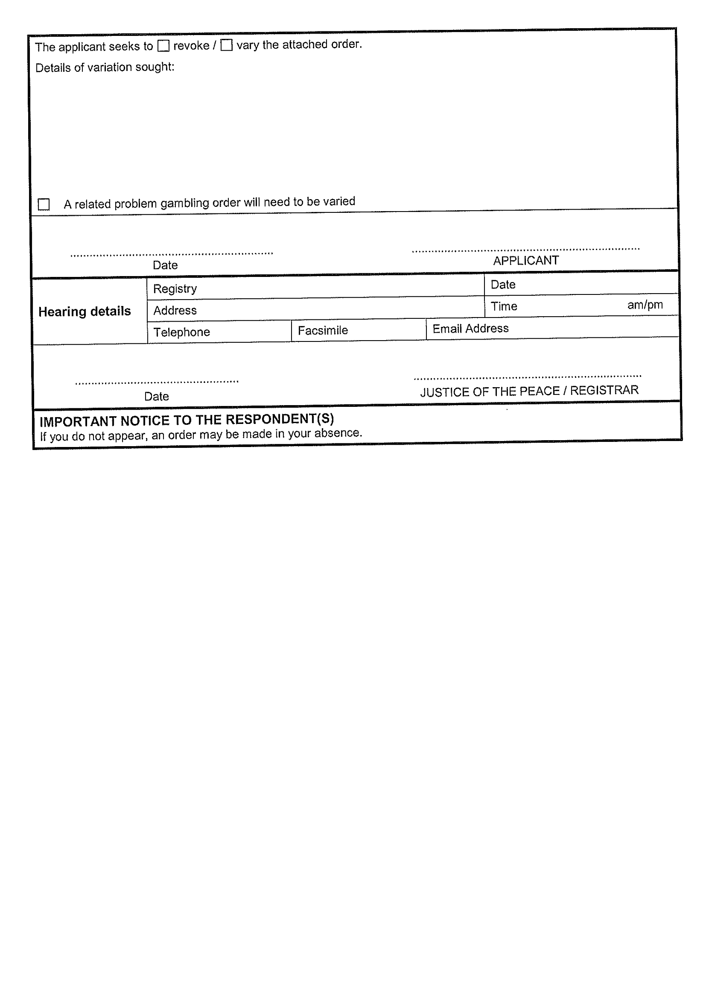 The applicant seeks to ☐ revoke / ☐ vary the attached order.
Details of variation sought:
☐ A related problem gambling order will need to be varied
........................................ ........................................
Date APPLICANT
Hearing details
Registry Date
Address Time am/pm
Telephone Facsimile Email Address
........................................ ........................................
Date JUSTICE OF THE PEACE / REGISTRAR
IMPORTANT NOTICE TO THE RESPONDENT(S)
If you do not appear, an order may be made in your absence.